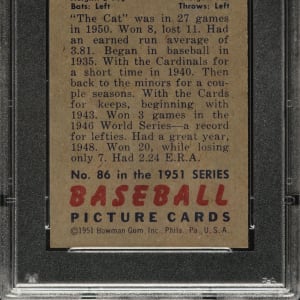 Bats: Left Throws: Left
"The Cat" was in 27 games
in 1950. Won 8, lost 11. Had
an earned run average of
3.81. Began in baseball in
1935. With the Cardinals for
a short time in 1940. Then
back to the minors for a cou-
ple seasons. With the Cards
for keeps, beginning with
1943. Won 3 games in the
1946 World Series—a record
for lefties. Had a great year,
1948. Won 20, while losing
only 7. Had 2.24 E.R.A.
No. 86 in the 1951 SERIES
BASEBALL
PICTURE CARDS
©1951 Bowman Gum, Inc., Phila., Pa., U.S.A.